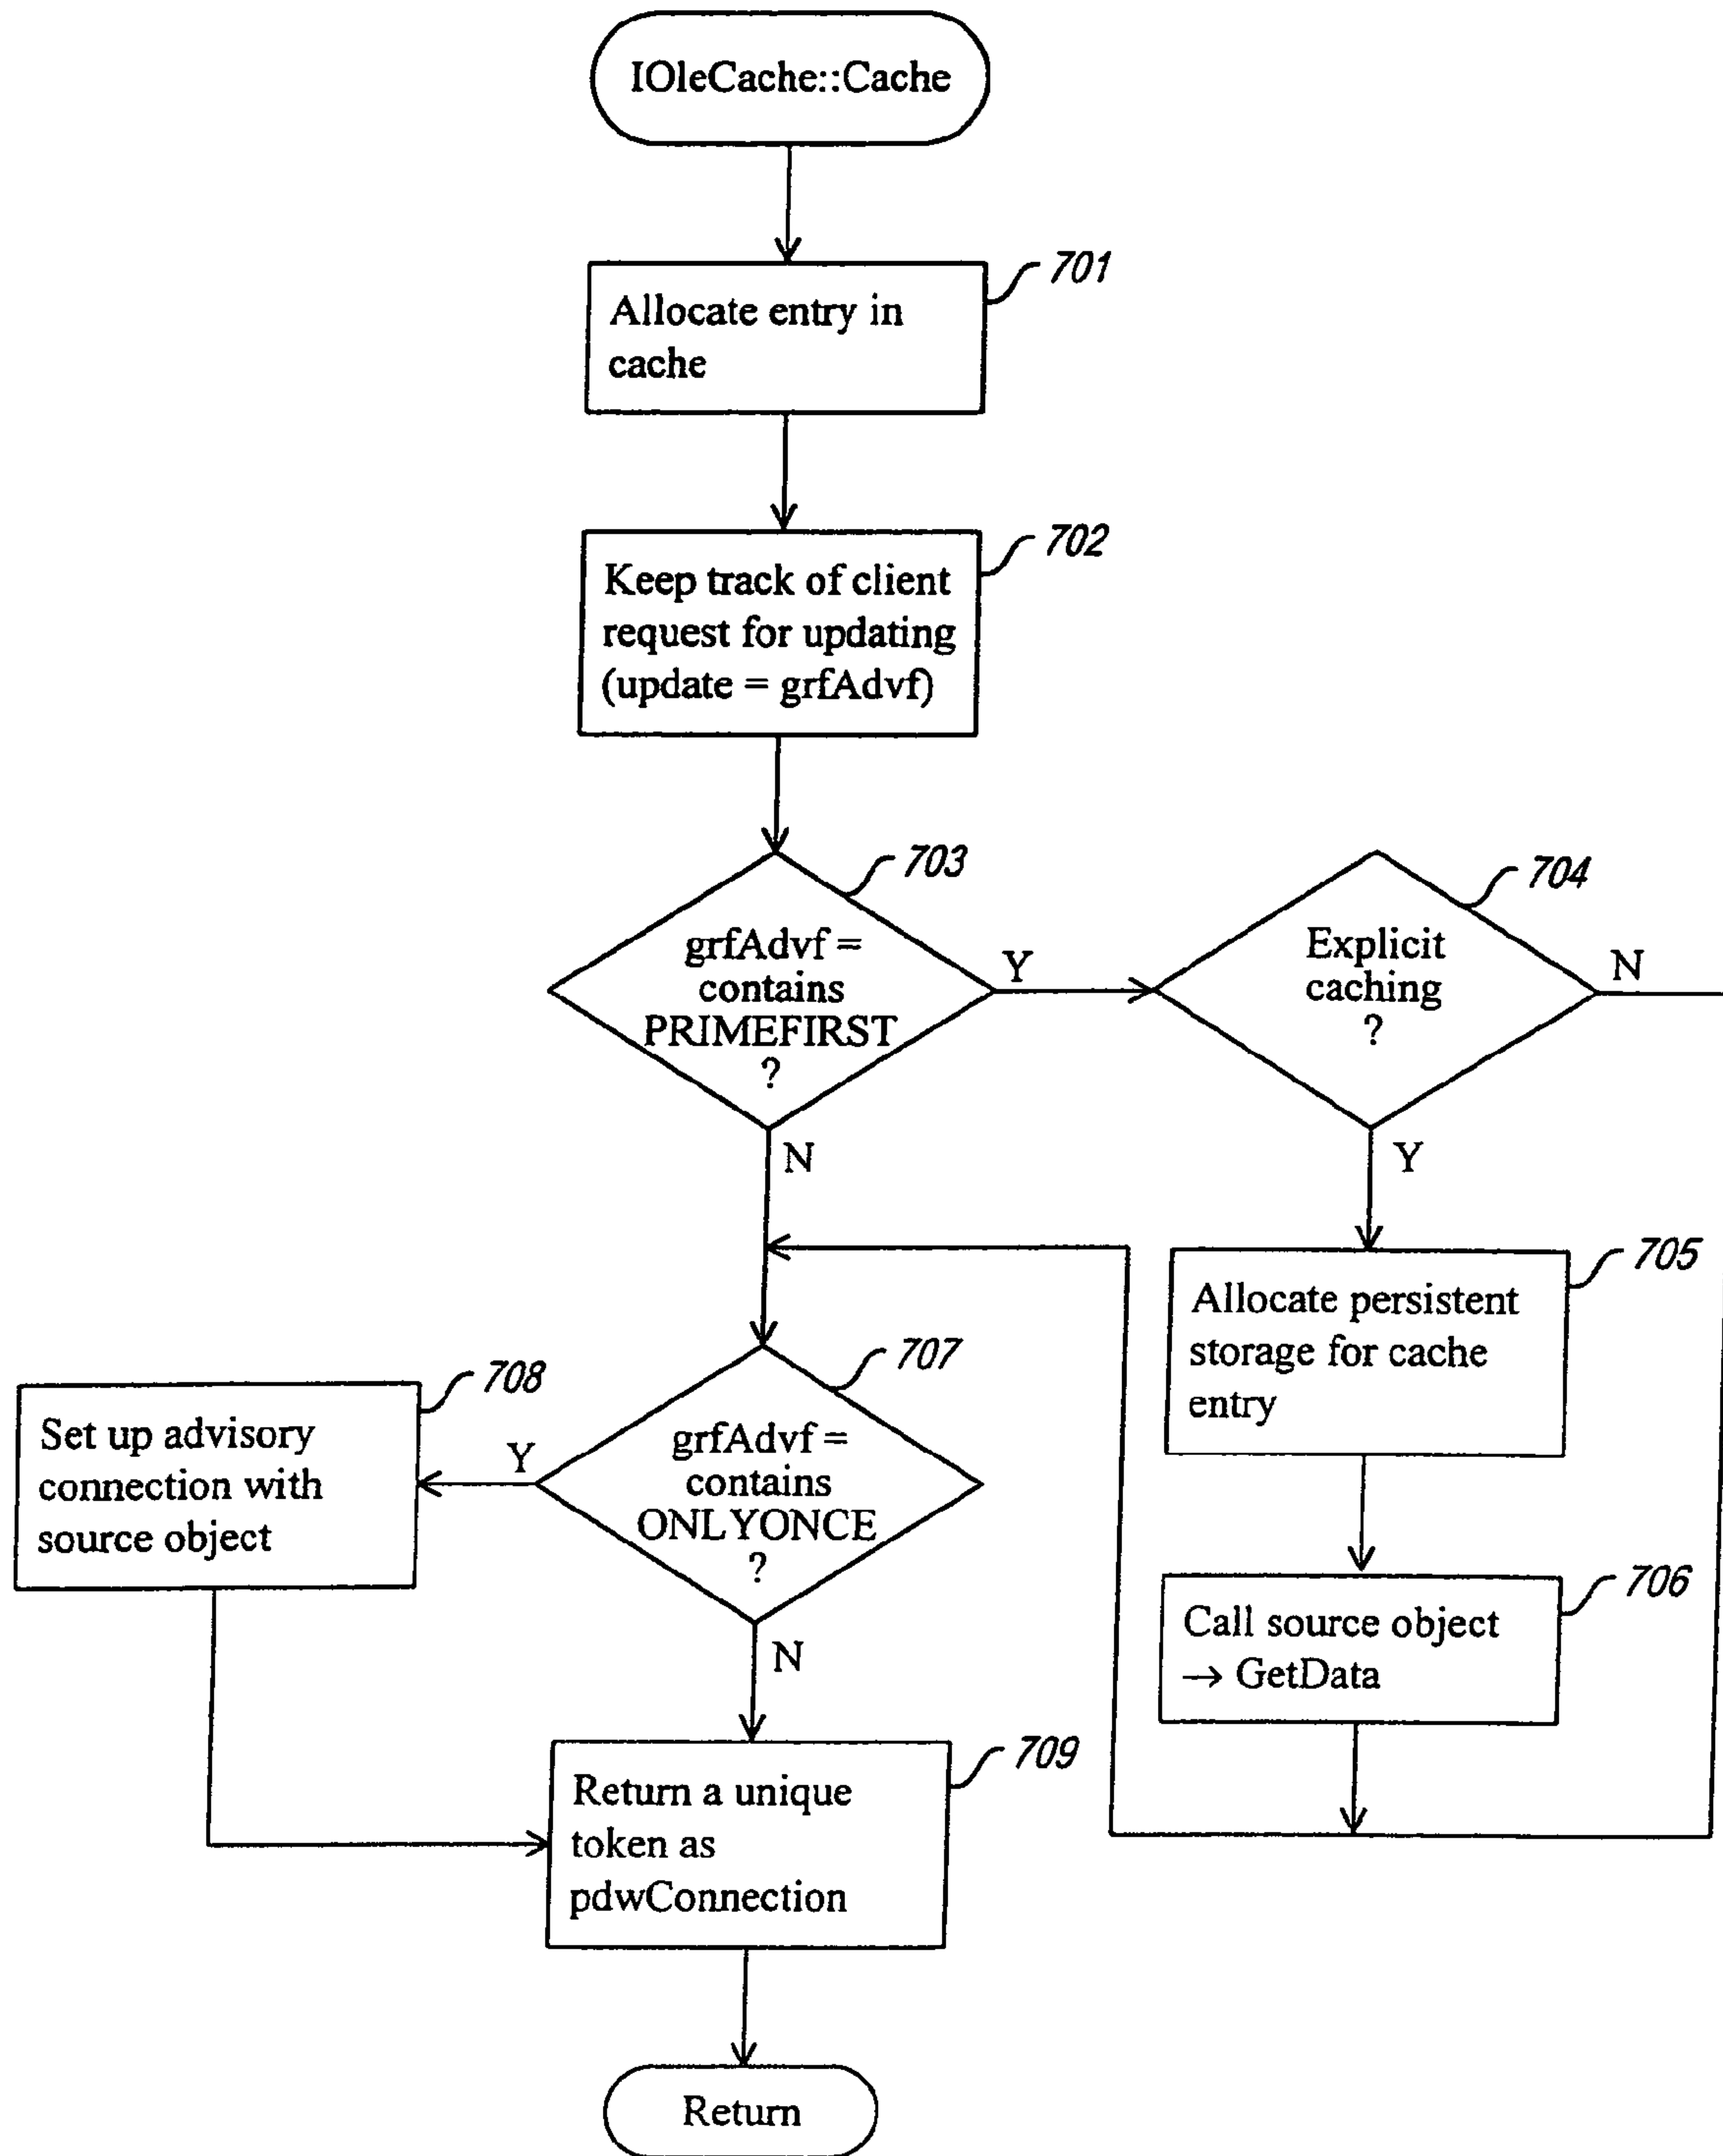 IOleCache::Cache
701
Allocate entry in
cache
702
Keep track of client
request for updating
(update = grfAdvf)
703
grfAdvf =
contains
PRIMEFIRST
?
Y
N
704
Explicit
caching
?
N
Y
705
Allocate persistent
storage for cache
entry
706
Call source object
→ GetData
707
grfAdvf =
contains
ONLYONCE
?
Y
N
708
Set up advisory
connection with
source object
709
Return a unique
token as
pdwConnection
Return